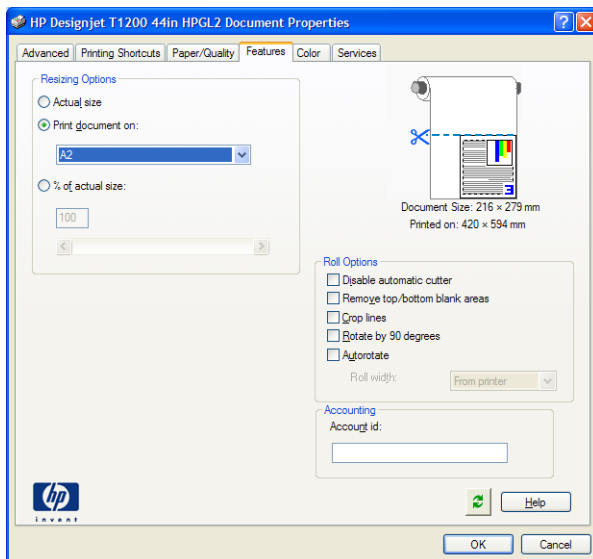 HP Designjet T1200 44in HPGL2 Document Properties
Advanced Printing Shortcuts Paper/Quality Features Color Services
Resizing Options
Actual size
Print document on:
A2
% of actual size:
100
3
Document Size: 216 × 279 mm
Printed on: 420 × 594 mm
Roll Options
Disable automatic cutter
Remove top/bottom blank areas
Crop lines
Rotate by 90 degrees
Autorotate
Roll width: From printer
Accounting
Account id:
hp
invent
Help
OK Cancel